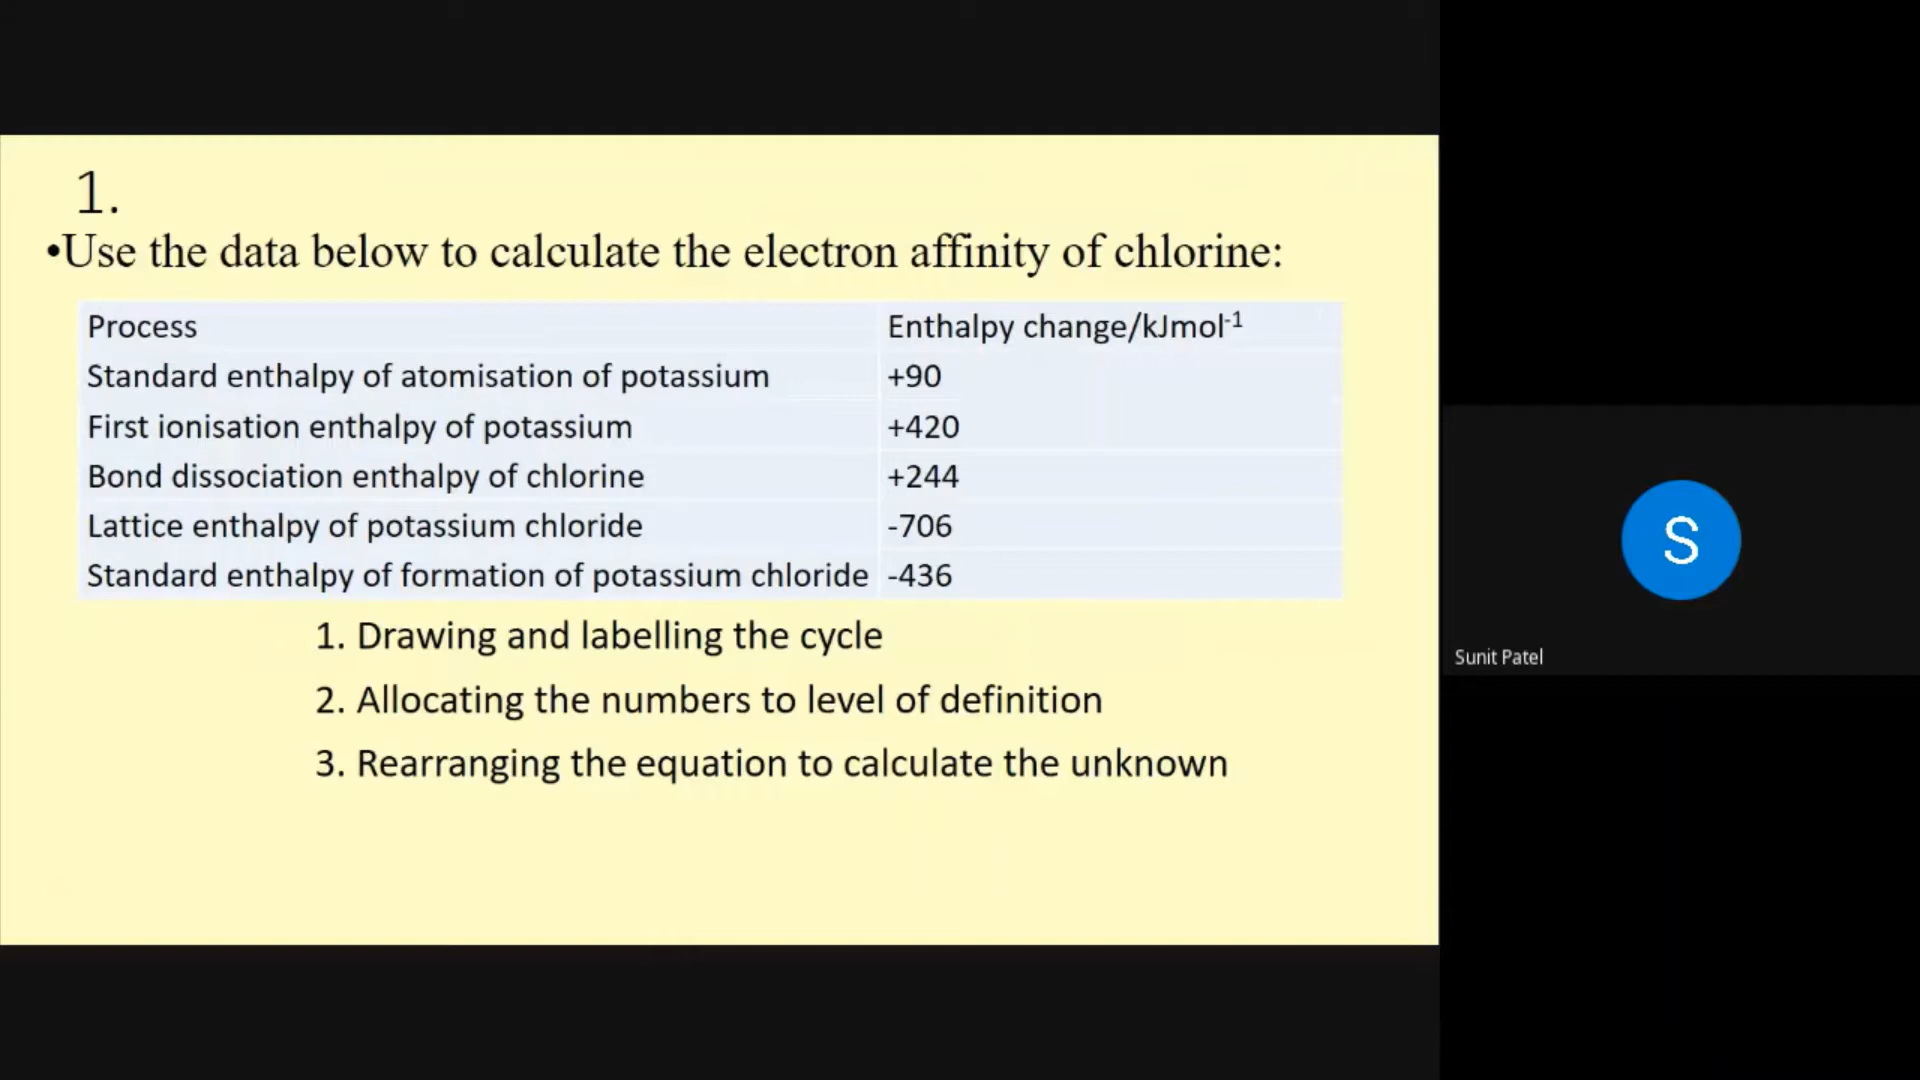 1.
•Use the data below to calculate the electron affinity of chlorine:
Process Enthalpy change/kJmol⁻¹
Standard enthalpy of atomisation of potassium +90
First ionisation enthalpy of potassium +420
Bond dissociation enthalpy of chlorine +244
Lattice enthalpy of potassium chloride -706
Standard enthalpy of formation of potassium chloride -436
1. Drawing and labelling the cycle
2. Allocating the numbers to level of definition
3. Rearranging the equation to calculate the unknown
S
Sunit Patel